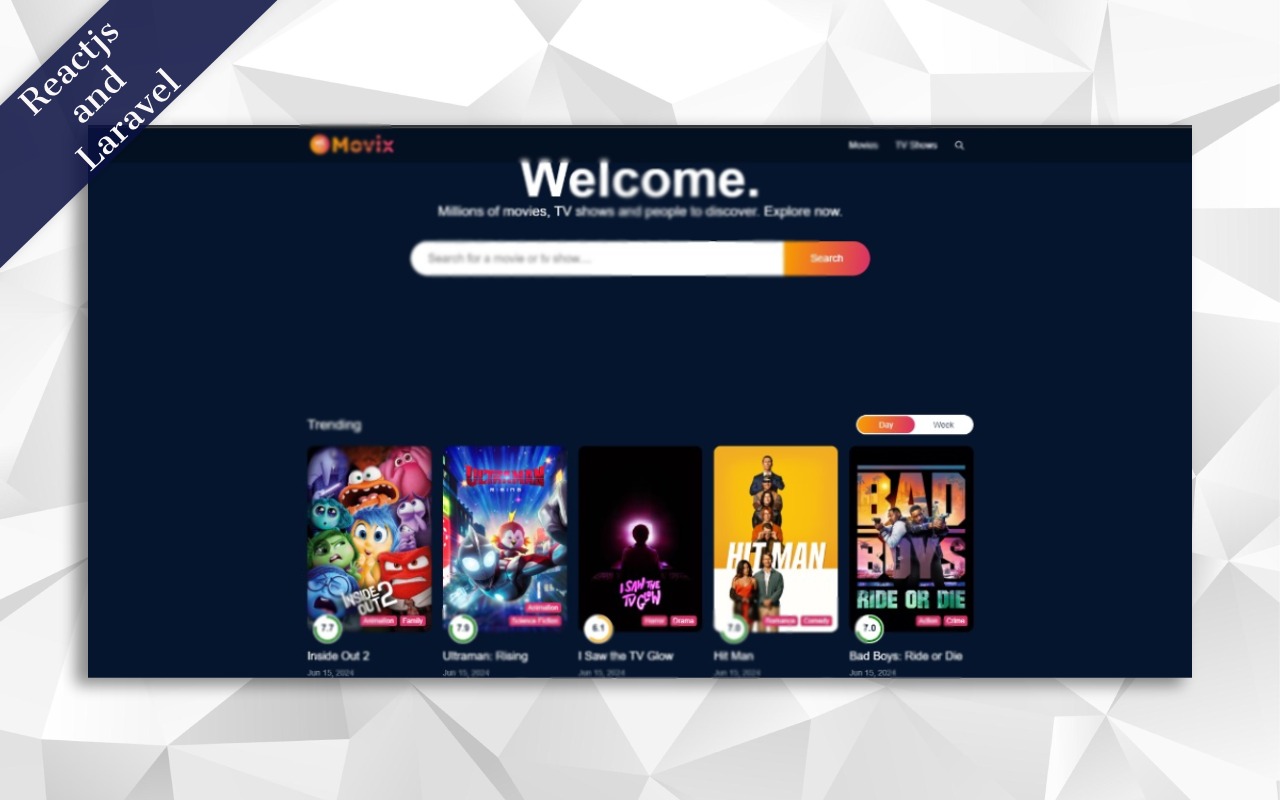 Reactjs
and
Laravel
Movix
Movies TV Shows
Welcome.
Millions of movies, TV shows and people to discover. Explore now.
Search for a movie or tv show....
Search
Trending
Day Week
INSIDE OUT 2
Animation Family
7.7
Inside Out 2
Jun 15, 2024
ULTRAMAN
RISING
Animation
Science Fiction
7.9
Ultraman: Rising
Jun 15, 2024
I SAW THE
TV GLOW
Horror Drama
6.1
I Saw the TV Glow
Jun 15, 2024
HIT MAN
Romance Comedy
7.0
Hit Man
Jun 15, 2024
BAD
BOYS
RIDE OR DIE
Action Crime
7.0
Bad Boys: Ride or Die
Jun 15, 2024